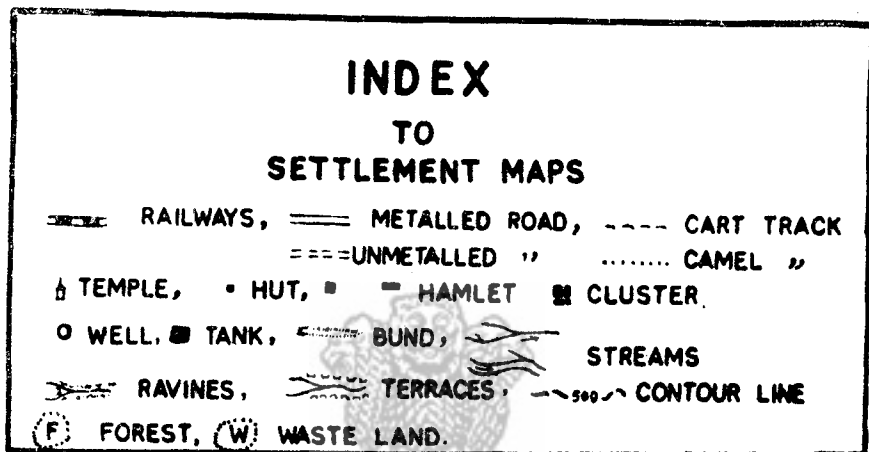 INDEX
TO
SETTLEMENT MAPS
RAILWAYS, METALLED ROAD, CART TRACK
UNMETALLED ,, CAMEL ,,
TEMPLE, HUT, HAMLET CLUSTER.
WELL, TANK, BUND,
STREAMS
RAVINES, TERRACES, 500 CONTOUR LINE
F FOREST, W WASTE LAND.